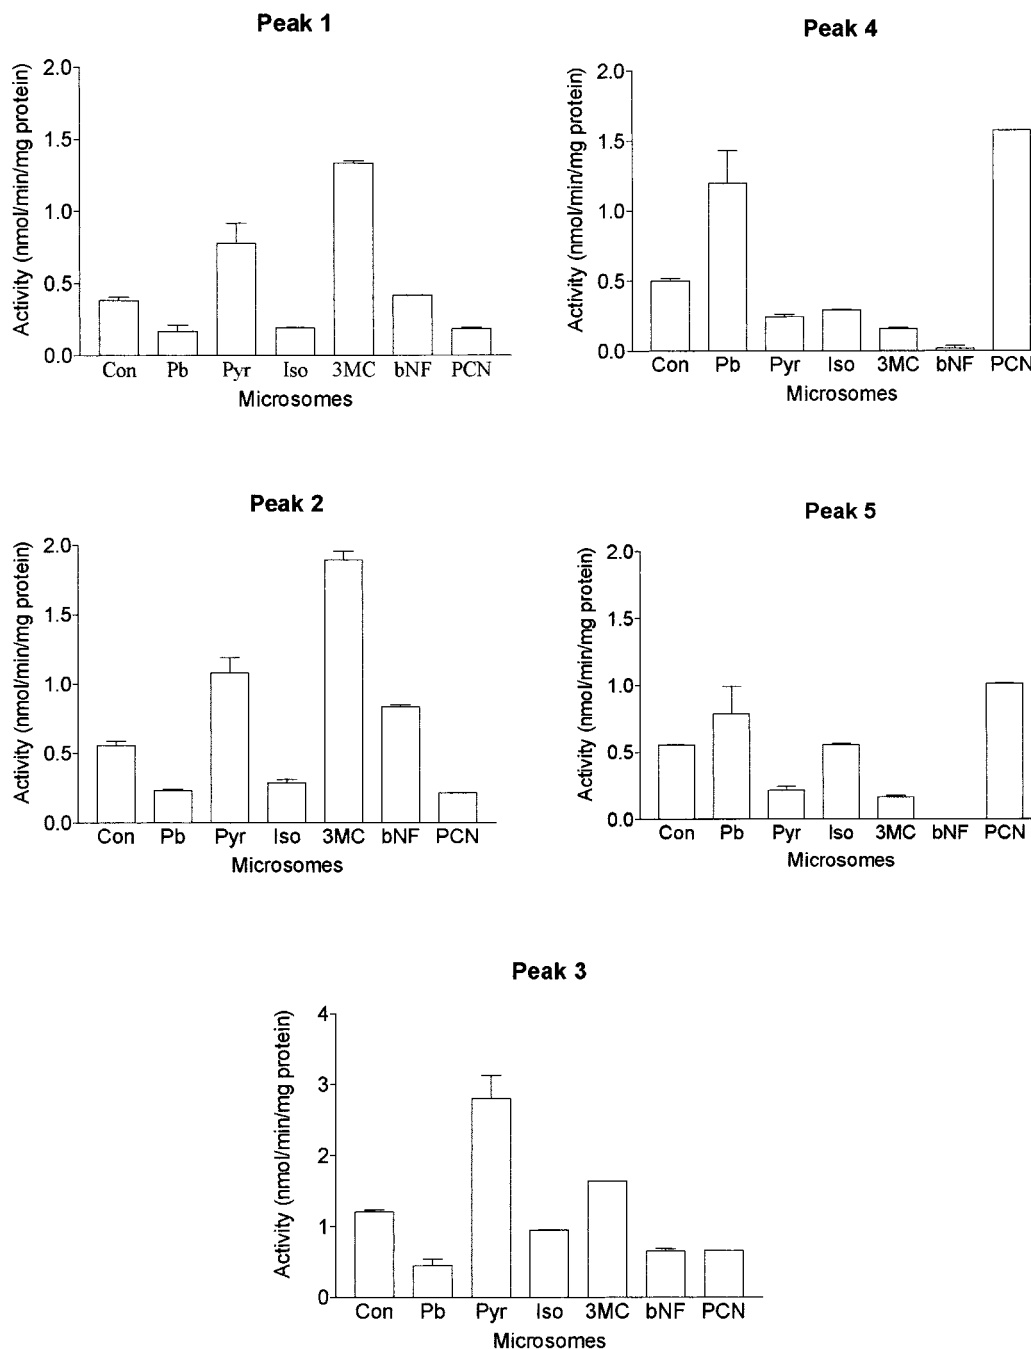 Peak 1
Activity (nmol/min/mg protein)
2.0
1.5
1.0
0.5
0.0
Con Pb Pyr Iso 3MC bNF PCN
Microsomes
Peak 4
Activity (nmol/min/mg protein)
2.0
1.5
1.0
0.5
0.0
Con Pb Pyr Iso 3MC bNF PCN
Microsomes
Peak 2
Activity (nmol/min/mg protein)
2.0
1.5
1.0
0.5
0.0
Con Pb Pyr Iso 3MC bNF PCN
Microsomes
Peak 5
Activity (nmol/min/mg protein)
2.0
1.5
1.0
0.5
0.0
Con Pb Pyr Iso 3MC bNF PCN
Microsomes
Peak 3
Activity (nmol/min/mg protein)
4
3
2
1
0
Con Pb Pyr Iso 3MC bNF PCN
Microsomes